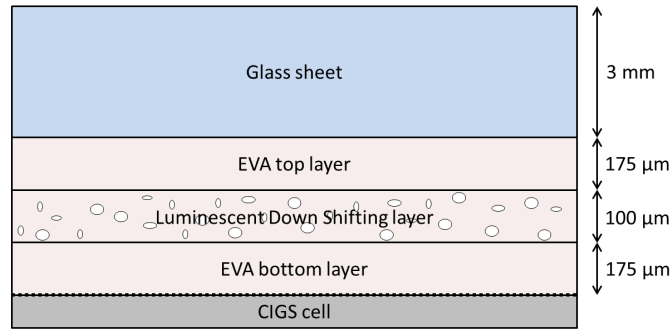 Glass sheet
3 mm
EVA top layer
175 µm
Luminescent Down Shifting layer
100 µm
EVA bottom layer
175 µm
CIGS cell